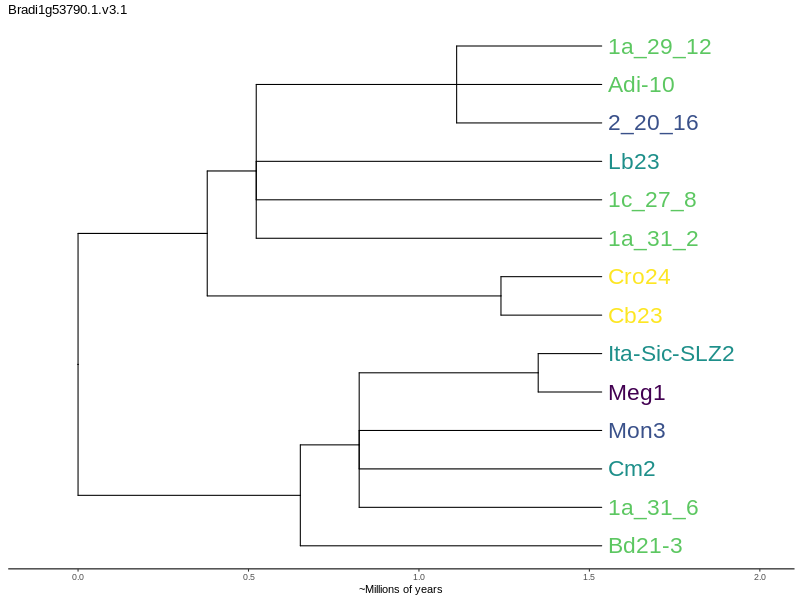 Bradi1g53790.1.v3.1
1a_29_12
Adi-10
2_20_16
Lb23
1c_27_8
1a_31_2
Cro24
Cb23
Ita-Sic-SLZ2
Meg1
Mon3
Cm2
1a_31_6
Bd21-3
0.0 0.5 1.0 1.5 2.0
~Millions of years